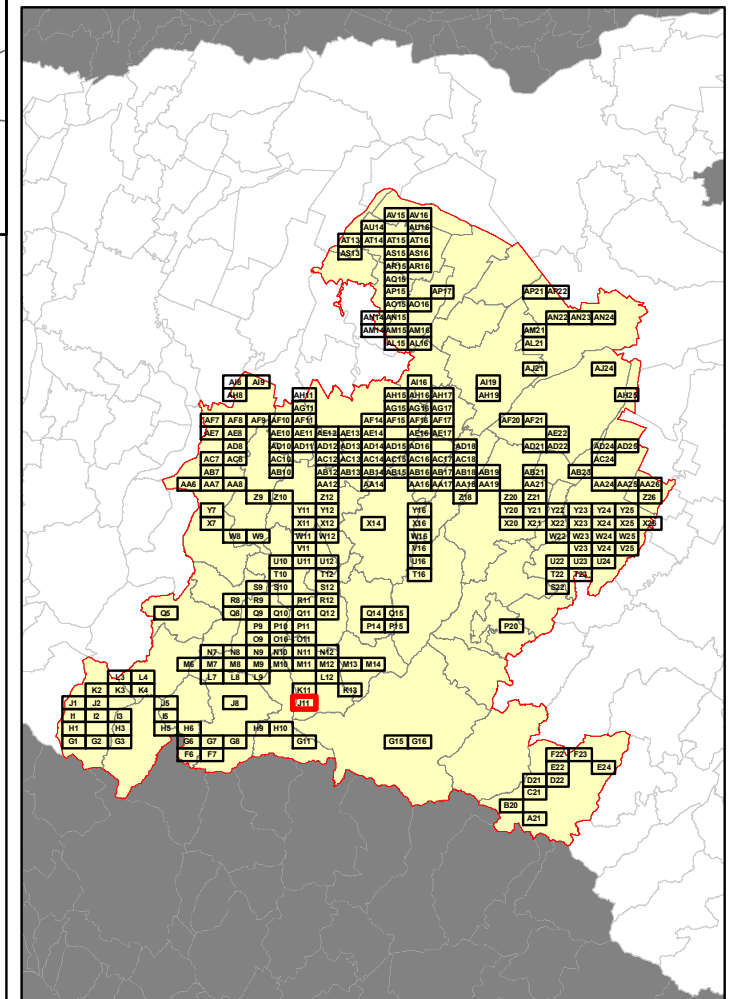 AV15 AV16
AU14 AU16
AT13 AT14 AT15 AT16
AS13 AS15 AS16
AR15 AR16
AQ15
AP15 AP17 AP21 AP22
AO15 AO16
AN14 AN15 AN22 AN23 AN24
AM14 AM15 AM16 AM21
AL15 AL16 AL21
AJ21 AJ24
AI8 AI9 AI16 AI19
AH8 AH11 AH15 AH16 AH17 AH19 AH25
AG11 AG15 AG16 AG17
AF7 AF8 AF9 AF10 AF11 AF14 AF15 AF16 AF17 AF20 AF21
AE7 AE8 AE10 AE11 AE12 AE13 AE14 AE16 AE17 AE22
AD8 AD10 AD11 AD12 AD13 AD14 AD15 AD16 AD18 AD21 AD22 AD24 AD25
AC7 AC8 AC10 AC12 AC13 AC14 AC15 AC16 AC17 AC18 AC24
AB7 AB10 AB12 AB13 AB14 AB15 AB16 AB17 AB18 AB19 AB21 AB23
AA6 AA7 AA8 AA12 AA14 AA16 AA17 AA18 AA19 AA21 AA24 AA25 AA26
Z9 Z10 Z12 Z18 Z20 Z21 Z26
Y7 Y11 Y12 Y16 Y20 Y21 Y22 Y23 Y24 Y25
X7 X11 X12 X14 X16 X20 X21 X22 X23 X24 X25 X26
W8 W9 W11 W12 W16 W22 W23 W24 W25
V11 V16 V23 V24 V25
U10 U11 U12 U16 U22 U23 U24
T10 T12 T16 T22 T23
S9 S10 S12 S22
R8 R9 R11 R12
Q5 Q8 Q9 Q10 Q11 Q12 Q14 Q15
P9 P10 P11 P14 P15 P20
O9 O10 O11
N7 N8 N9 N10 N11 N12
M6 M7 M8 M9 M10 M11 M12 M13 M14
L3 L4 L7 L8 L9 L12
K2 K3 K4 K11 K13
J1 J2 J5 J8 J11
I1 I2 I3 I5
H1 H3 H5 H6 H9 H10
G1 G2 G3 G6 G7 G8 G11 G15 G16
F6 F7 F22 F23
E22 E24
D21 D22
C21
B20
A21